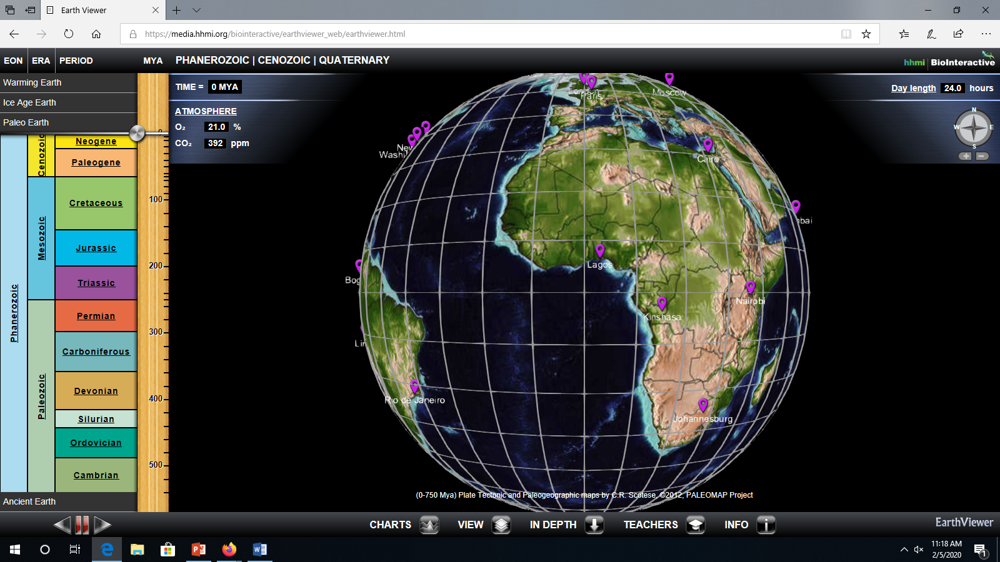 Earth Viewer
https://media.hhmi.org/biointeractive/earthviewer_web/earthviewer.html
EON ERA PERIOD MYA PHANEROZOIC | CENOZOIC | QUATERNARY
hhmi | BioInteractive
Warming Earth
Ice Age Earth
Paleo Earth
TIME = 0 MYA
ATMOSPHERE
O₂ 21.0 %
CO₂ 392 ppm
Day length 24.0 hours
N
W E
S
Phanerozoic
Cenozoic
Mesozoic
Paleozoic
Neogene
Paleogene
Cretaceous
Jurassic
Triassic
Permian
Carboniferous
Devonian
Silurian
Ordovician
Cambrian
Ancient Earth
0
100
200
300
400
500
London
Paris
Moscow
New
Washi
Cairo
mbai
Lagos
Bog
Nairobi
Kinshasa
Lir
Rio de Janeiro
Johannesburg
(0-750 Mya) Plate Tectonic and Paleogeographic maps by C.R. Scotese, ©2012, PALEOMAP Project
CHARTS VIEW IN DEPTH TEACHERS INFO i
EarthViewer
11:18 AM
2/5/2020
1